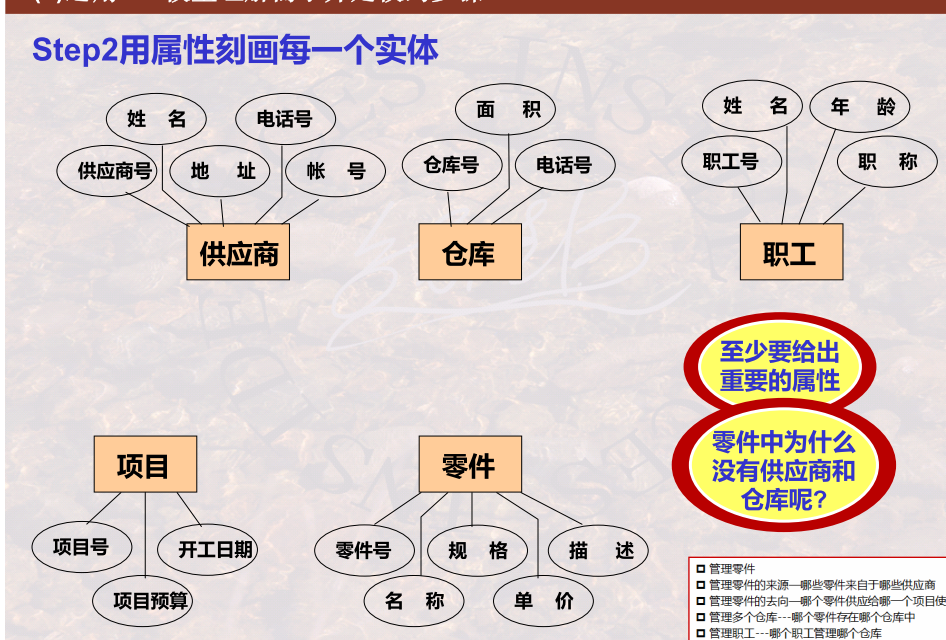 Step2用属性刻画每一个实体
姓 名
电话号
供应商号
地 址
帐 号
供应商
面 积
仓库号
电话号
仓库
姓 名
年 龄
职工号
职 称
职工
至少要给出
重要的属性
零件中为什么
没有供应商和
仓库呢?
项目
项目号
开工日期
项目预算
零件
零件号
规 格
描 述
名 称
单 价
管理零件
管理零件的来源—哪些零件来自于哪些供应商
管理零件的去向—哪个零件供应给哪一个项目使
管理多个仓库---哪个零件存在哪个仓库中
管理职工---哪个职工管理哪个仓库